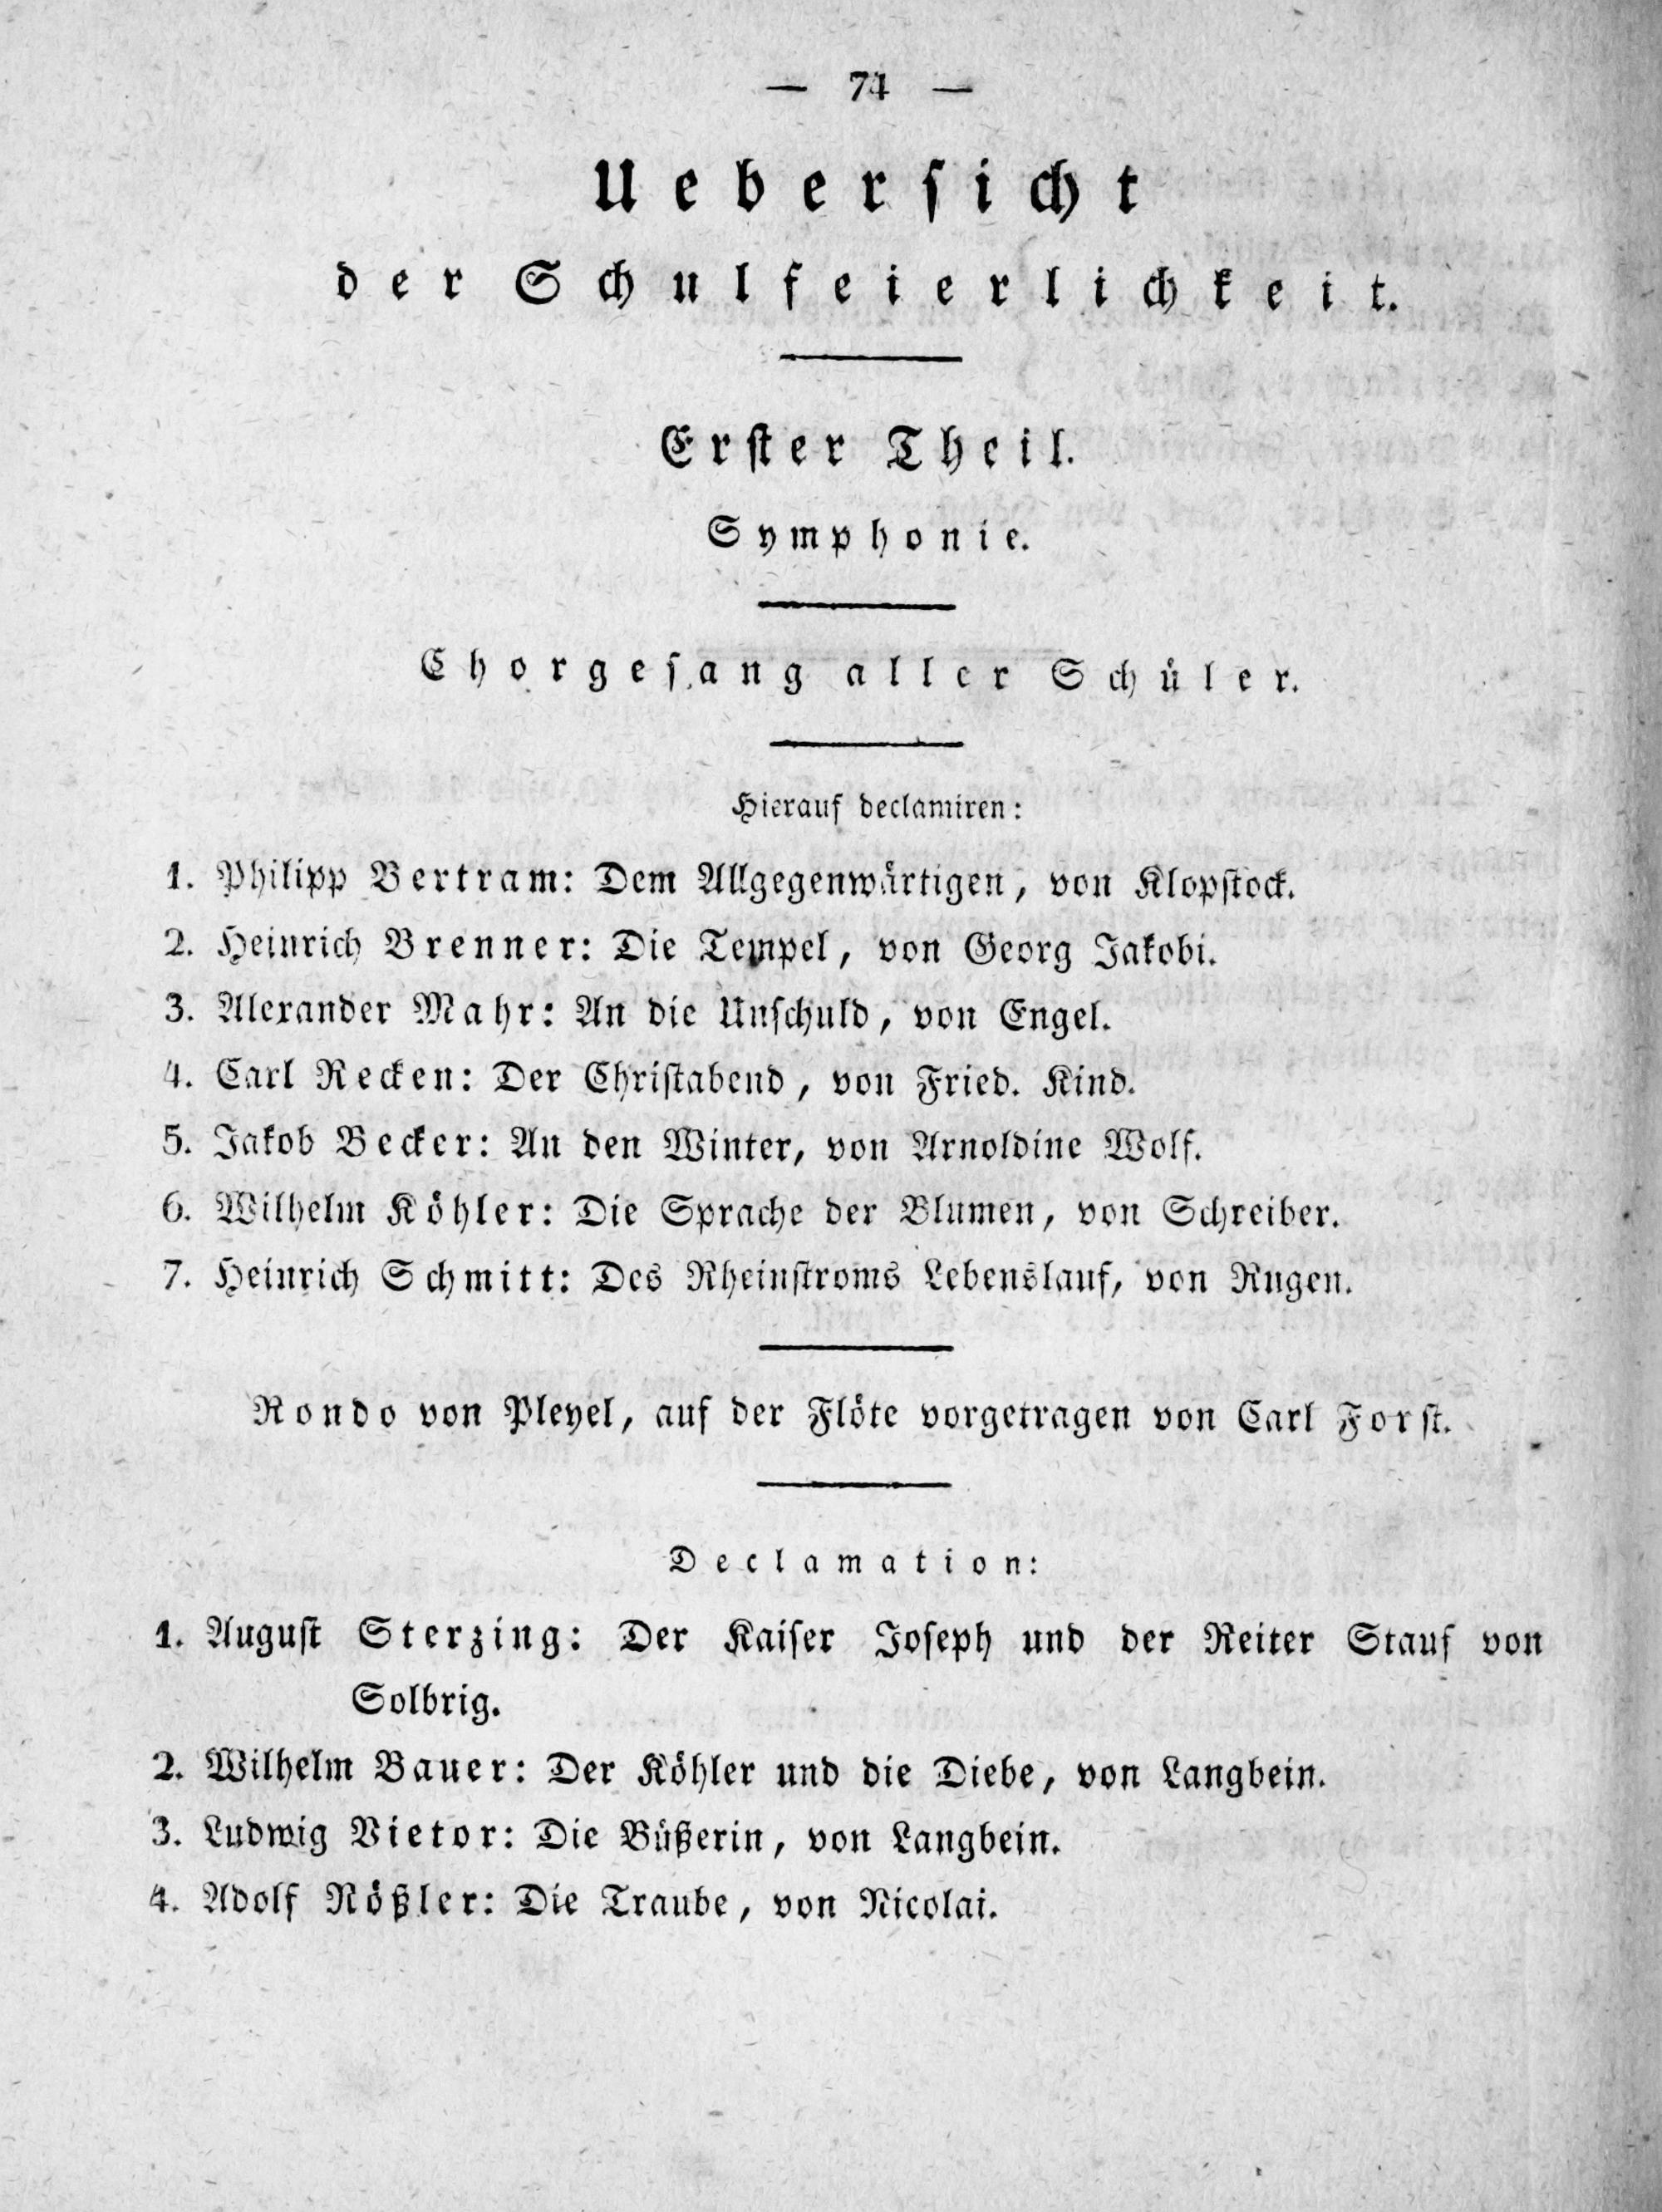 — 74 —
Uebersicht
der Schulfeierlichkeit.
Erster Theil.
Symphonie.
Chorgesang aller Schüler.
Hierauf declamiren:
1. Philipp Bertram: Dem Allgegenwärtigen, von Klopstock.
2. Heinrich Brenner: Die Tempel, von Georg Jakobi.
3. Alexander Mahr: An die Unschuld, von Engel.
4. Carl Recken: Der Christabend, von Fried. Kind.
5. Jakob Becker: An den Winter, von Arnoldine Wolf.
6. Wilhelm Köhler: Die Sprache der Blumen, von Schreiber.
7. Heinrich Schmitt: Des Rheinstroms Lebenslauf, von Rugen.
Rondo von Pleyel, auf der Flöte vorgetragen von Carl Forst.
Declamation:
1. August Sterzing: Der Kaiser Joseph und der Reiter Stauf von
Solbrig.
2. Wilhelm Bauer: Der Köhler und die Diebe, von Langbein.
3. Ludwig Vietor: Die Büßerin, von Langbein.
4. Adolf Rößler: Die Traube, von Nicolai.